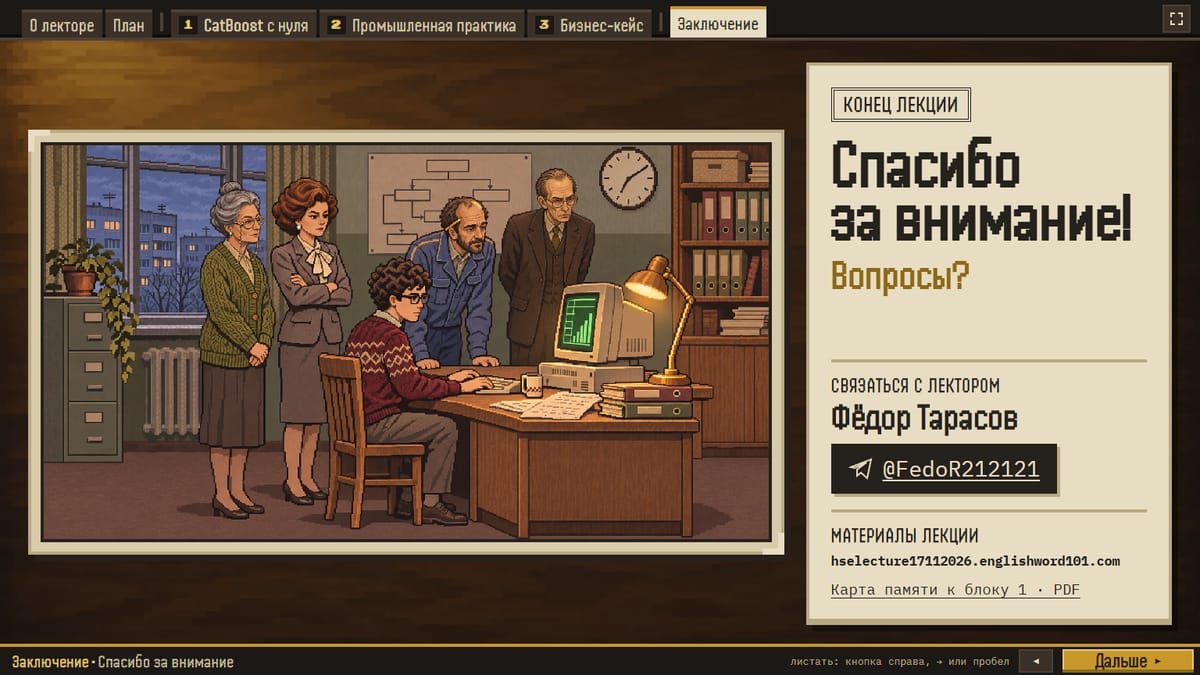 О лекторе
План
1 CatBoost с нуля
2 Промышленная практика
3 Бизнес-кейс
Заключение
КОНЕЦ ЛЕКЦИИ
Спасибо
за внимание!
Вопросы?
СВЯЗАТЬСЯ С ЛЕКТОРОМ
Фёдор Тарасов
@FedoR212121
МАТЕРИАЛЫ ЛЕКЦИИ
hselecture17112026.englishword101.com
Карта памяти к блоку 1 · PDF
Заключение · Спасибо за внимание
листать: кнопка справа, → или пробел
◂
Дальше ▸